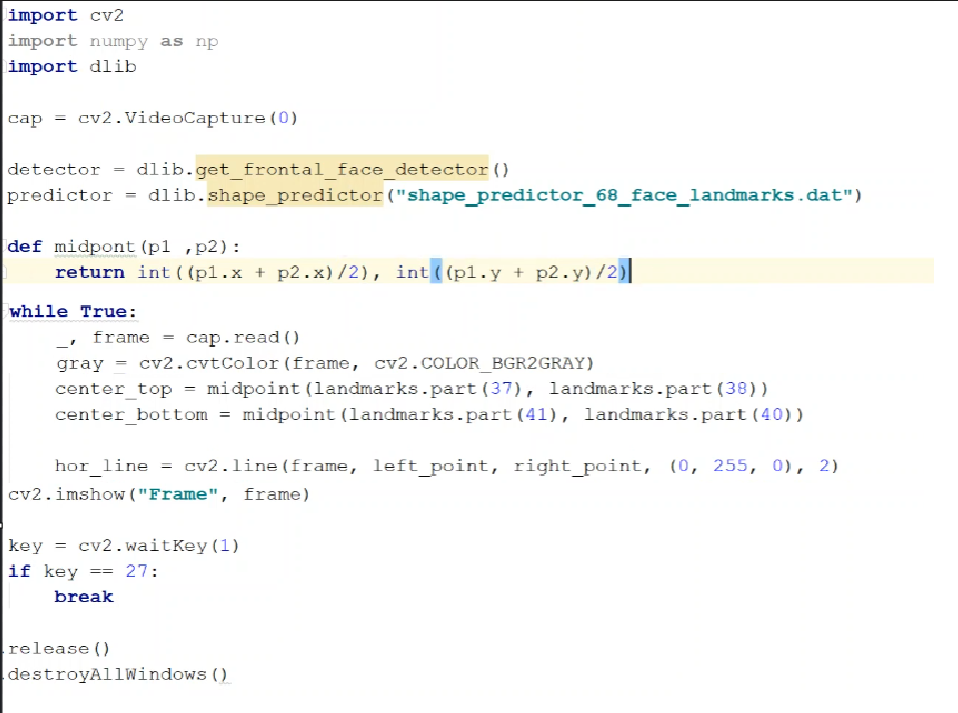 import cv2
import numpy as np
import dlib
cap = cv2.VideoCapture(0)
detector = dlib.get_frontal_face_detector()
predictor = dlib.shape_predictor("shape_predictor_68_face_landmarks.dat")
def midpont(p1 ,p2):
    return int((p1.x + p2.x)/2), int((p1.y + p2.y)/2)
while True:
    _, frame = cap.read()
    gray = cv2.cvtColor(frame, cv2.COLOR_BGR2GRAY)
    center_top = midpoint(landmarks.part(37), landmarks.part(38))
    center_bottom = midpoint(landmarks.part(41), landmarks.part(40))
    hor_line = cv2.line(frame, left_point, right_point, (0, 255, 0), 2)
cv2.imshow("Frame", frame)
key = cv2.waitKey(1)
if key == 27:
    break
.release()
.destroyAllWindows()